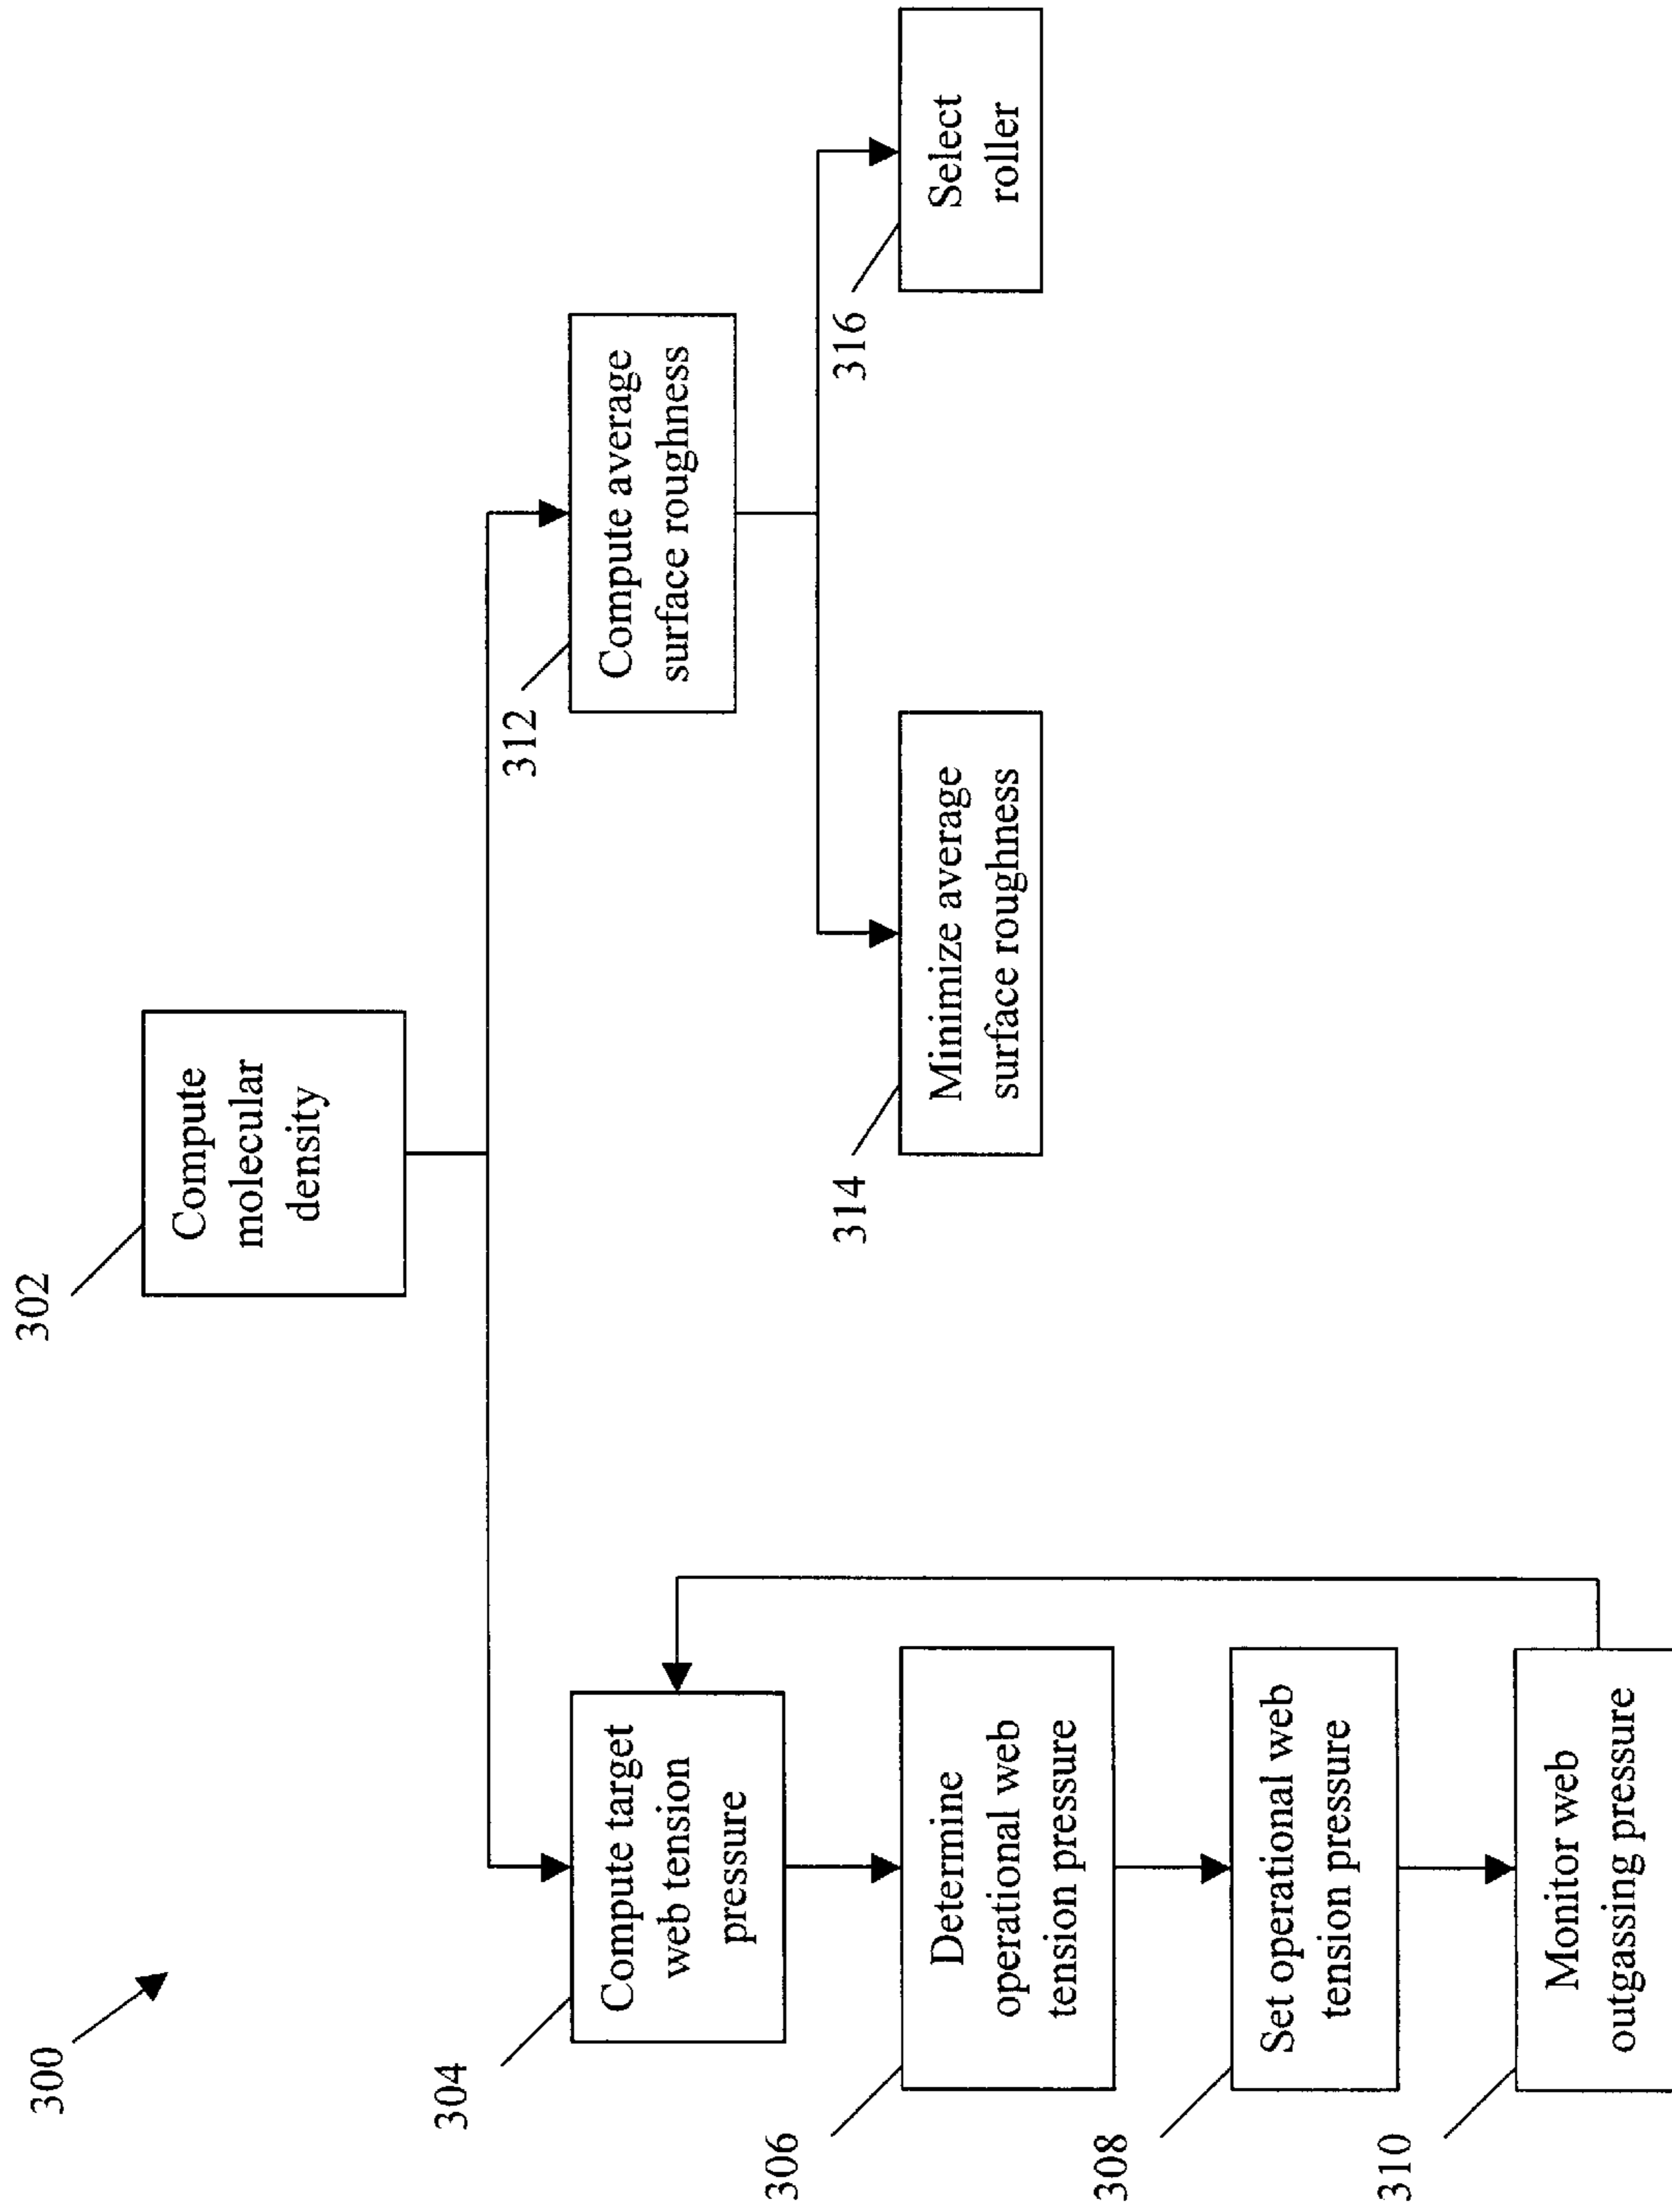 300
302
Compute
molecular
density
304
Compute target
web tension
pressure
306
Determine
operational web
tension pressure
308
Set operational web
tension pressure
310
Monitor web
outgassing pressure
312
Compute average
surface roughness
314
Minimize average
surface roughness
316
Select
roller